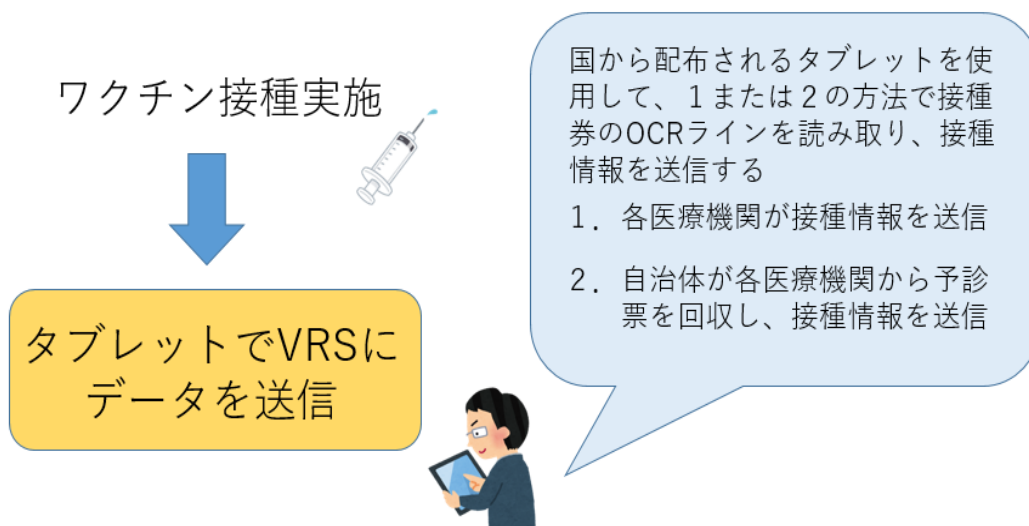 ワクチン接種実施
タブレットでVRSに
データを送信
国から配布されるタブレットを使
用して、１または２の方法で接種
券のOCRラインを読み取り、接種
情報を送信する
１．各医療機関が接種情報を送信
２．自治体が各医療機関から予診
票を回収し、接種情報を送信